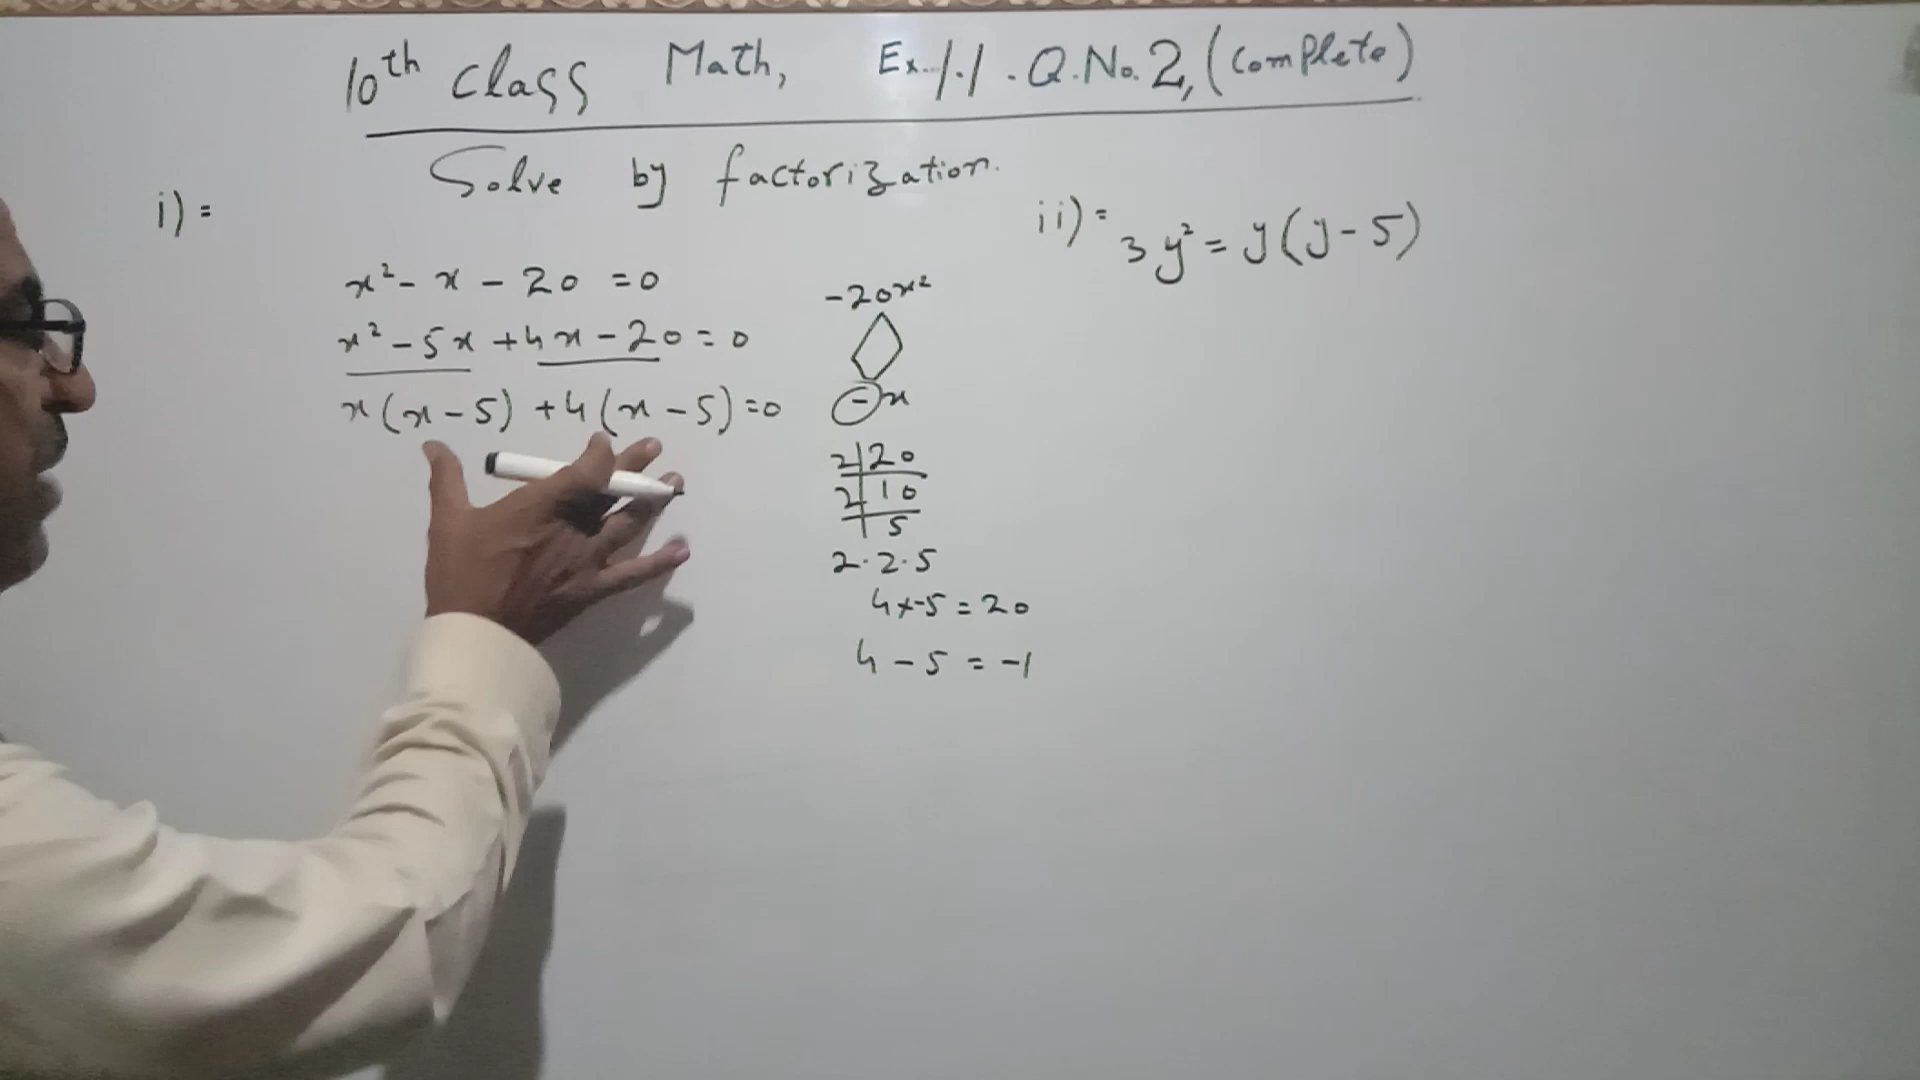 10th class Math, Ex. 1.1. Q.No. 2, (Complete)
Solve by factorization.
i) =
x² - x - 20 = 0
x² - 5x + 4x - 20 = 0
x(x - 5) + 4(x - 5) = 0
-20x²
-x
2|20
2|10
|5
2·2·5
4×-5 = 20
4 - 5 = -1
ii) = 3y² = y(y - 5)